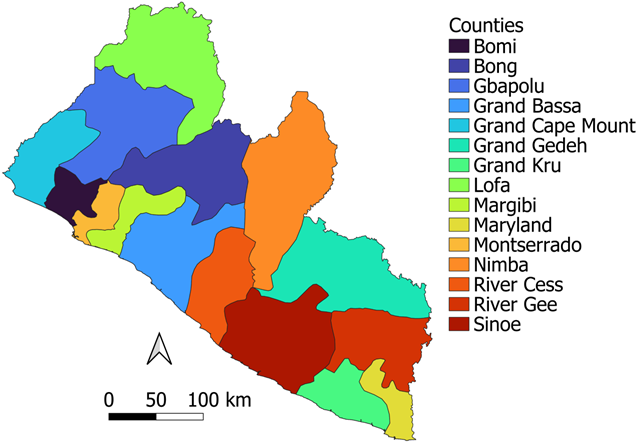 Counties
Bomi
Bong
Gbapolu
Grand Bassa
Grand Cape Mount
Grand Gedeh
Grand Kru
Lofa
Margibi
Maryland
Montserrado
Nimba
River Cess
River Gee
Sinoe
0 50 100 km